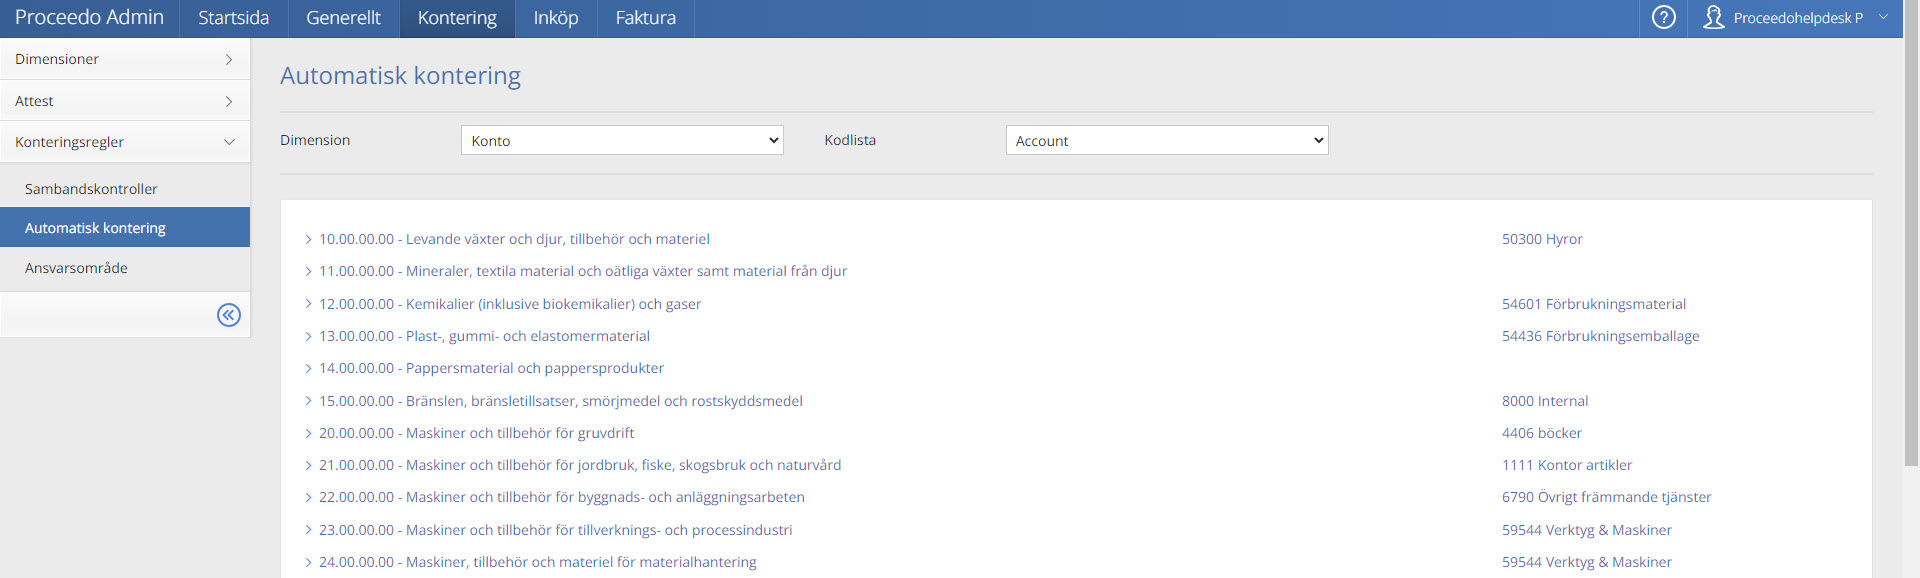 Proceedo Admin Startsida Generellt Kontering Inköp Faktura ? Proceedohelpdesk P
Dimensioner
Attest
Konteringsregler
Sambandskontroller
Automatisk kontering
Ansvarsområde
Automatisk kontering
Dimension Konto Kodlista Account
10.00.00.00 - Levande växter och djur, tillbehör och materiel 50300 Hyror
11.00.00.00 - Mineraler, textila material och oätliga växter samt material från djur
12.00.00.00 - Kemikalier (inklusive biokemikalier) och gaser 54601 Förbrukningsmaterial
13.00.00.00 - Plast-, gummi- och elastomermaterial 54436 Förbrukningsemballage
14.00.00.00 - Pappersmaterial och pappersprodukter
15.00.00.00 - Bränslen, bränsletillsatser, smörjmedel och rostskyddsmedel 8000 Internal
20.00.00.00 - Maskiner och tillbehör för gruvdrift 4406 böcker
21.00.00.00 - Maskiner och tillbehör för jordbruk, fiske, skogsbruk och naturvård 1111 Kontor artikler
22.00.00.00 - Maskiner och tillbehör för byggnads- och anläggningsarbeten 6790 Övrigt främmande tjänster
23.00.00.00 - Maskiner och tillbehör för tillverknings- och processindustri 59544 Verktyg & Maskiner
24.00.00.00 - Maskiner, tillbehör och materiel för materialhantering 59544 Verktyg & Maskiner